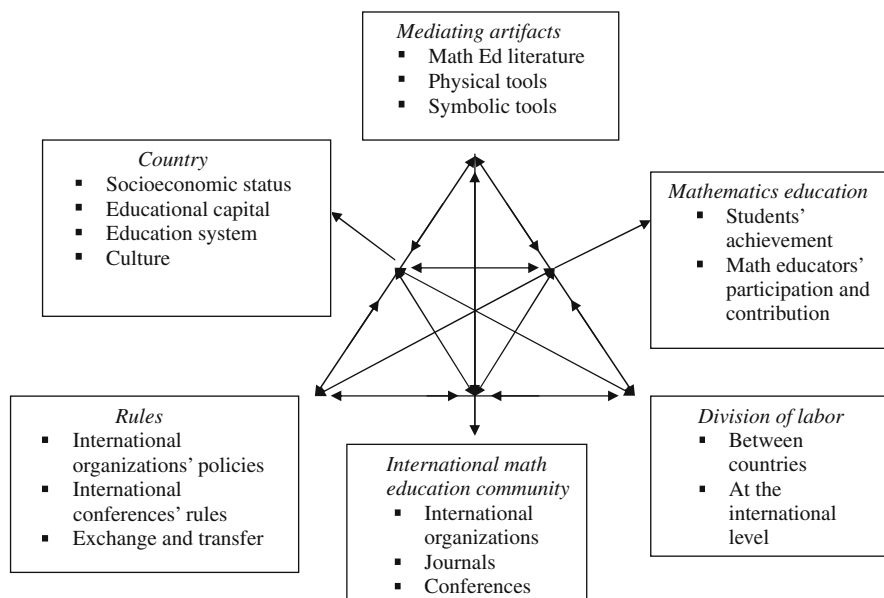 Mediating artifacts
▪ Math Ed literature
▪ Physical tools
▪ Symbolic tools
Country
▪ Socioeconomic status
▪ Educational capital
▪ Education system
▪ Culture
Mathematics education
▪ Students’
achievement
▪ Math educators’
participation and
contribution
Rules
▪ International
organizations’ policies
▪ International
conferences’ rules
▪ Exchange and transfer
International math
education community
▪ International
organizations
▪ Journals
▪ Conferences
Division of labor
▪ Between
countries
▪ At the
international
level